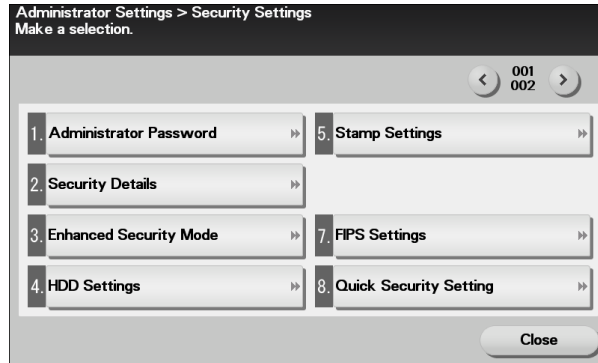 Administrator Settings > Security Settings
Make a selection.
001
002
1. Administrator Password
5. Stamp Settings
2. Security Details
3. Enhanced Security Mode
7. FIPS Settings
4. HDD Settings
8. Quick Security Setting
Close